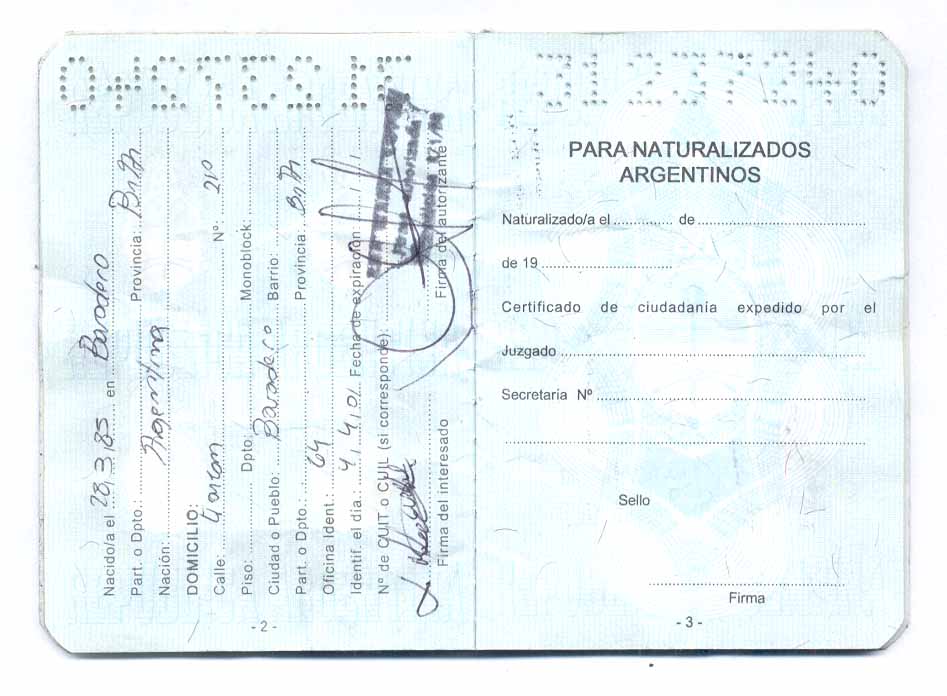 Nacido/a el 28,3,85 en Baradero
Part. o Dpto.: Provincia: Bs As
Nación: Argentina
DOMICILIO:
Calle: Nº: 210
Piso: Dpto: Monoblock:
Ciudad o Pueblo: Baradero Barrio:
Part. o Dpto.: Provincia: Bs As
Oficina Ident.: 64
Identif. el día: 4, 4, 01 Fecha de expiración: / /
Nº de CUIT o CUIL (si corresponde):
Firma del interesado Firma del autorizante
- 2 -
31237240
PARA NATURALIZADOS
ARGENTINOS
Naturalizado/a el de
de 19
Certificado de ciudadanía expedido por el
Juzgado
Secretaria Nº
Sello
Firma
- 3 -